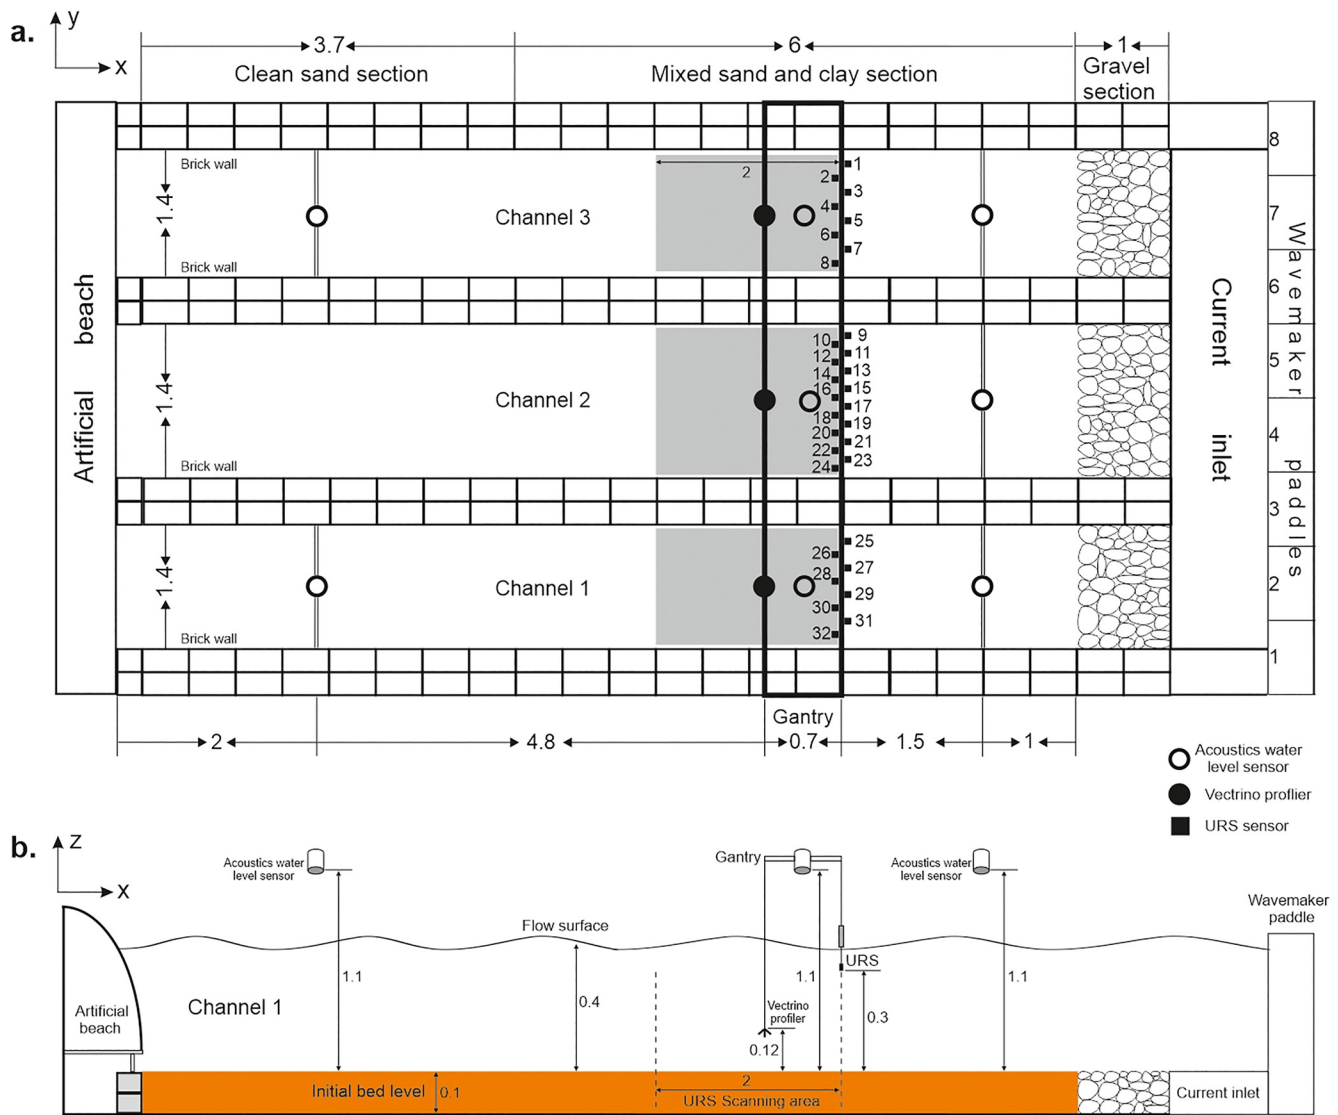 a.
y
x
3.7
6
1
Clean sand section
Mixed sand and clay section
Gravel
section
Artificial beach
Brick wall
1.4
Brick wall
Channel 3
2
1
2
3
4
5
6
7
8
Channel 2
1.4
Brick wall
9
10
11
12
13
14
15
16
17
18
19
20
21
22
23
24
Channel 1
1.4
Brick wall
25
26
27
28
29
30
31
32
Current inlet
8
7
6
5
4
3
2
1
Wavemaker paddles
Gantry
2
4.8
0.7
1.5
1
Acoustics water
level sensor
Vectrino proflier
URS sensor
b.
z
x
Acoustics water
level sensor
Gantry
Acoustics water
level sensor
Wavemaker
paddle
Flow surface
URS
1.1
1.1
1.1
Channel 1
0.4
Vectrino
profiler
0.3
Artificial
beach
0.12
Initial bed level
0.1
2
URS Scanning area
Current inlet